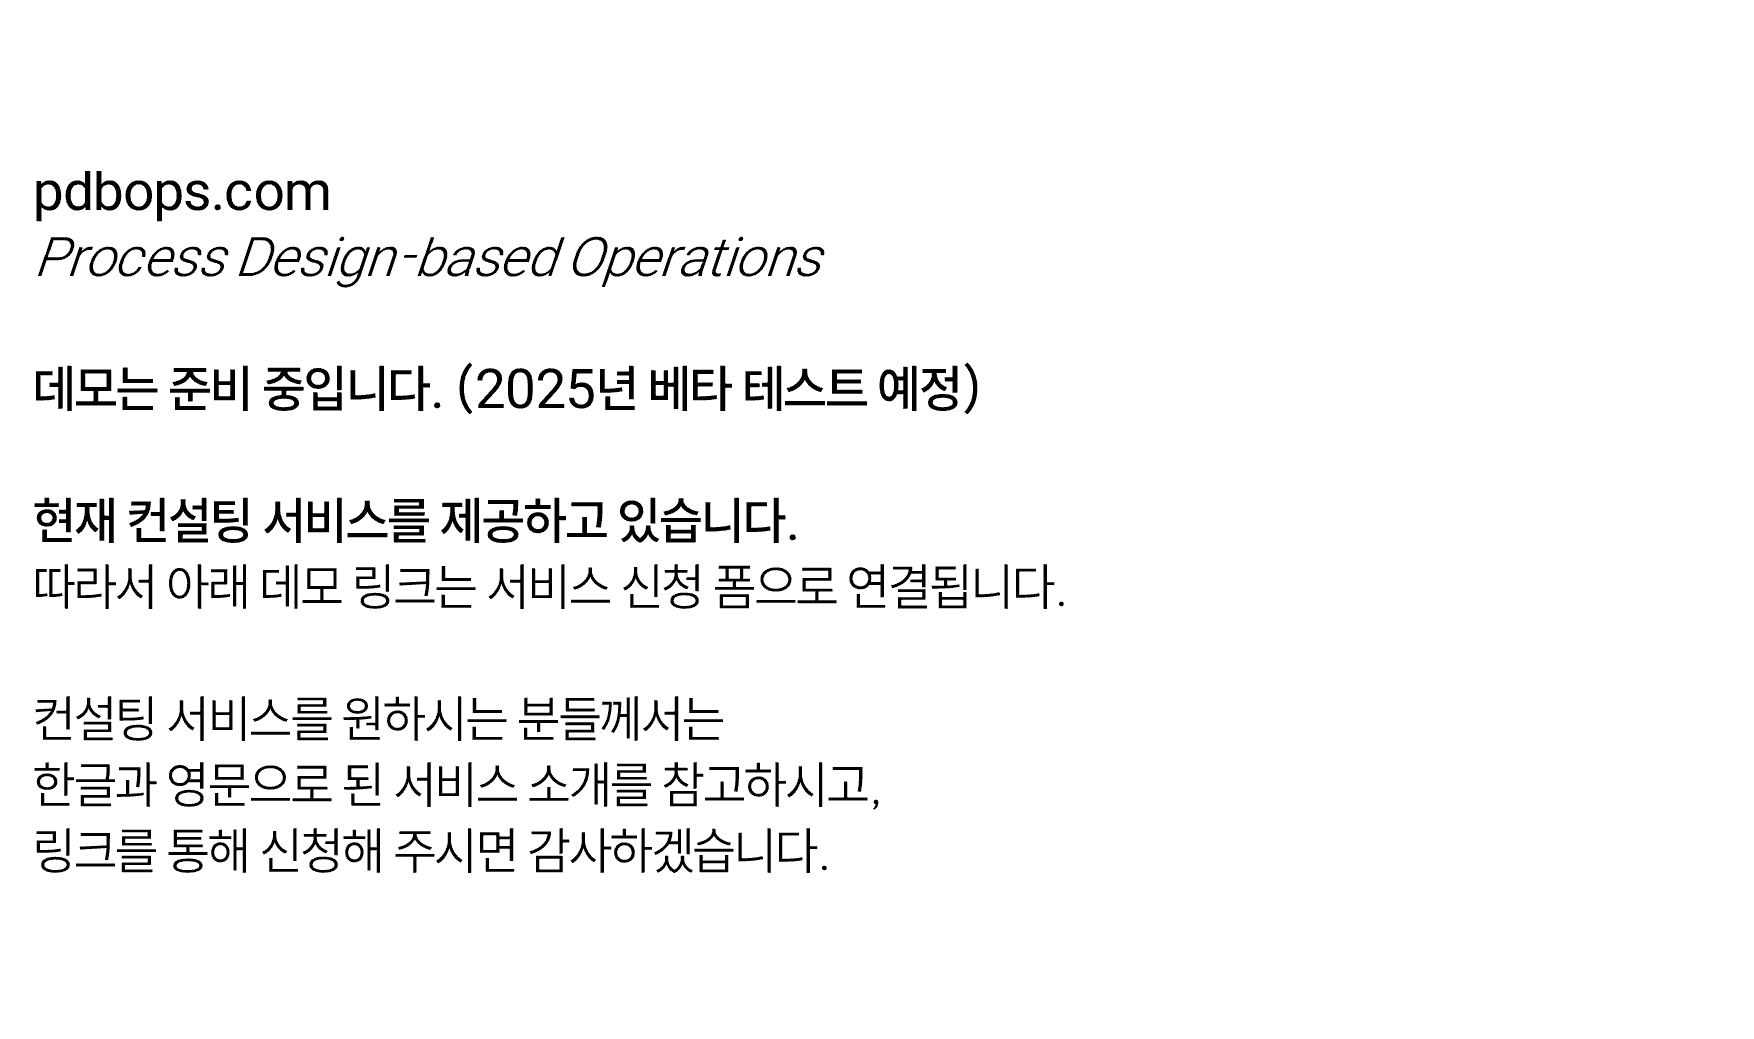 pdbops.com
Process Design-based Operations
데모는 준비 중입니다. (2025년 베타 테스트 예정)
현재 컨설팅 서비스를 제공하고 있습니다.
따라서 아래 데모 링크는 서비스 신청 폼으로 연결됩니다.
컨설팅 서비스를 원하시는 분들께서는
한글과 영문으로 된 서비스 소개를 참고하시고,
링크를 통해 신청해 주시면 감사하겠습니다.